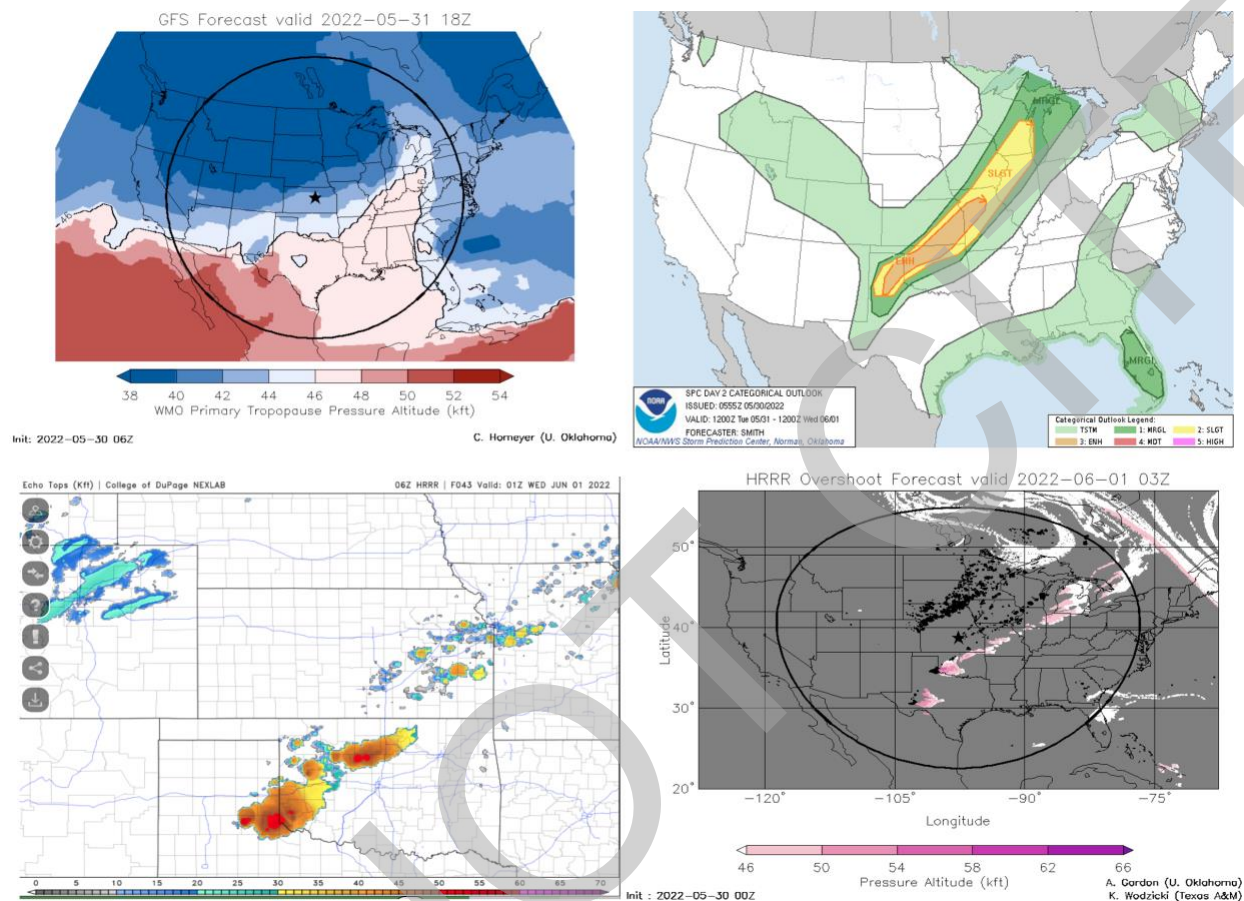 GFS Forecast valid 2022-05-31 18Z
46
38 40 42 44 46 48 50 52 54
WMO Primary Tropopause Pressure Altitude (kft)
Init: 2022-05-30 06Z
C. Homeyer (U. Oklahoma)
MRGL
SLGT
ENH
MRGL
NOAA
SPC DAY 2 CATEGORICAL OUTLOOK
ISSUED: 0555Z 05/30/2022
VALID: 1200Z Tue 05/31 - 1200Z Wed 06/01
FORECASTER: SMITH
NOAA/NWS Storm Prediction Center, Norman, Oklahoma
Categorical Outlook Legend:
TSTM 1: MRGL 2: SLGT
3: ENH 4: MDT 5: HIGH
Echo Tops (Kft) | College of DuPage NEXLAB
06Z HRRR | F043 Valid: 01Z WED JUN 01 2022
?
0 5 10 15 20 25 30 35 40 45 50 55 60 65 70
HRRR Overshoot Forecast valid 2022-06-01 03Z
50°
40°
30°
20°
Latitude
-120° -105° -90° -75°
Longitude
46 50 54 58 62 66
Pressure Altitude (kft)
Init : 2022-05-30 00Z
A. Gordon (U. Oklahoma)
K. Wodzicki (Texas A&M)